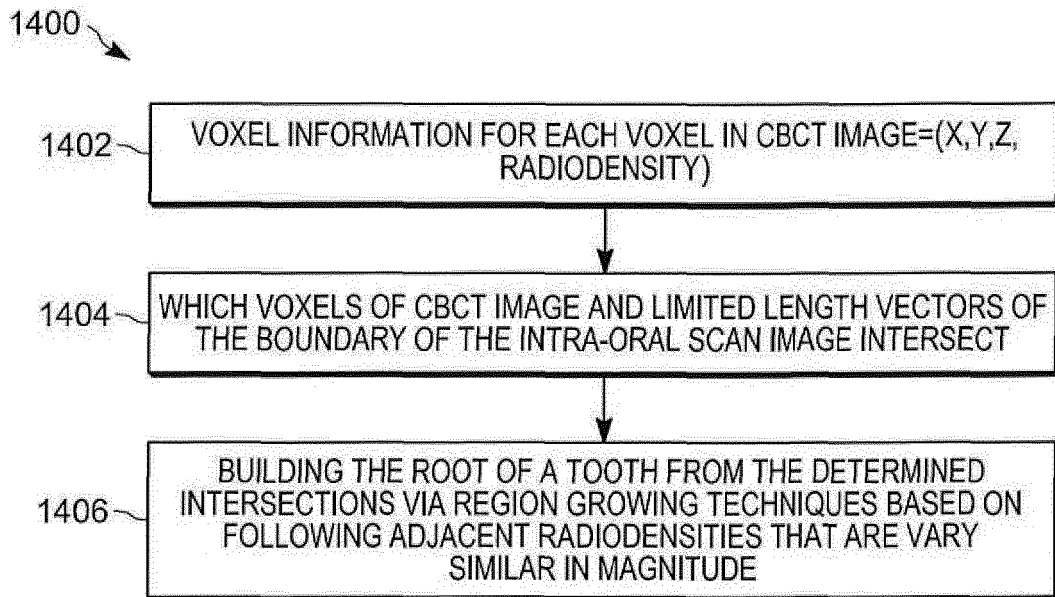 1400
1402
VOXEL INFORMATION FOR EACH VOXEL IN CBCT IMAGE=(X,Y,Z,
RADIODENSITY)
1404
WHICH VOXELS OF CBCT IMAGE AND LIMITED LENGTH VECTORS OF
THE BOUNDARY OF THE INTRA-ORAL SCAN IMAGE INTERSECT
1406
BUILDING THE ROOT OF A TOOTH FROM THE DETERMINED
INTERSECTIONS VIA REGION GROWING TECHNIQUES BASED ON
FOLLOWING ADJACENT RADIODENSITIES THAT ARE VARY
SIMILAR IN MAGNITUDE